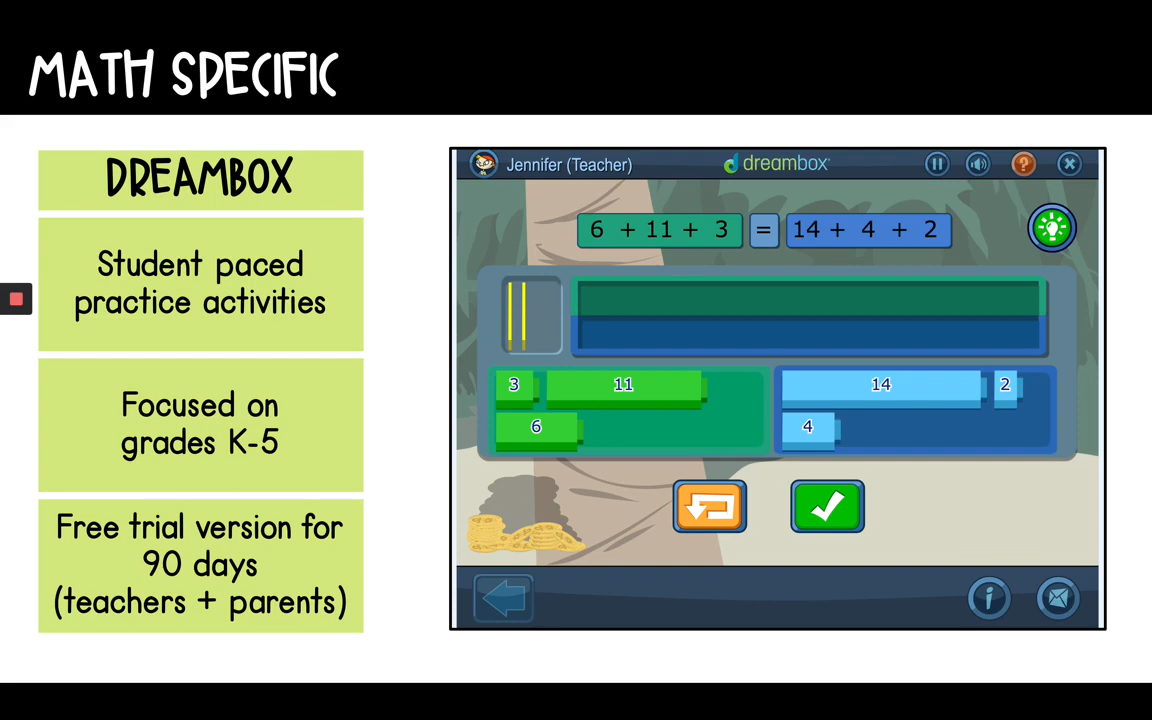 MATH SPECIFIC
DREAMBOX
Student paced
practice activities
Focused on
grades K-5
Free trial version for
90 days
(teachers + parents)
Jennifer (Teacher)
dreambox
?
6 + 11 + 3 = 14 + 4 + 2
3 11
6
14 2
4
i